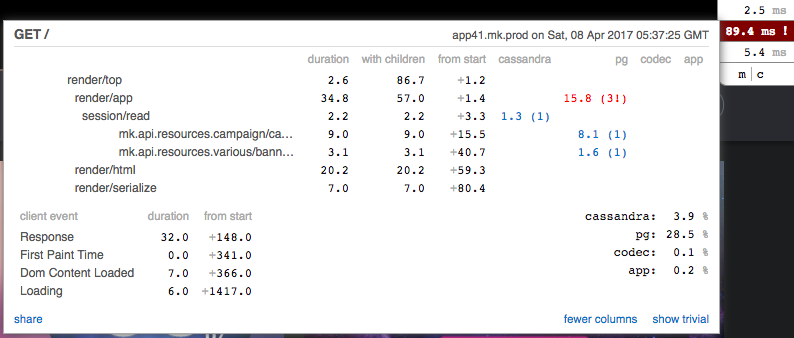 2.5 ms
GET / app41.mk.prod on Sat, 08 Apr 2017 05:37:25 GMT
89.4 ms !
5.4 ms
m | c
duration with children from start cassandra pg codec app
render/top 2.6 86.7 +1.2
render/app 34.8 57.0 +1.4 15.8 (3!)
session/read 2.2 2.2 +3.3 1.3 (1)
mk.api.resources.campaign/ca… 9.0 9.0 +15.5 8.1 (1)
mk.api.resources.various/bann… 3.1 3.1 +40.7 1.6 (1)
render/html 20.2 20.2 +59.3
render/serialize 7.0 7.0 +80.4
client event duration from start
Response 32.0 +148.0
First Paint Time 0.0 +341.0
Dom Content Loaded 7.0 +366.0
Loading 6.0 +1417.0
cassandra: 3.9 %
pg: 28.5 %
codec: 0.1 %
app: 0.2 %
share fewer columns show trivial